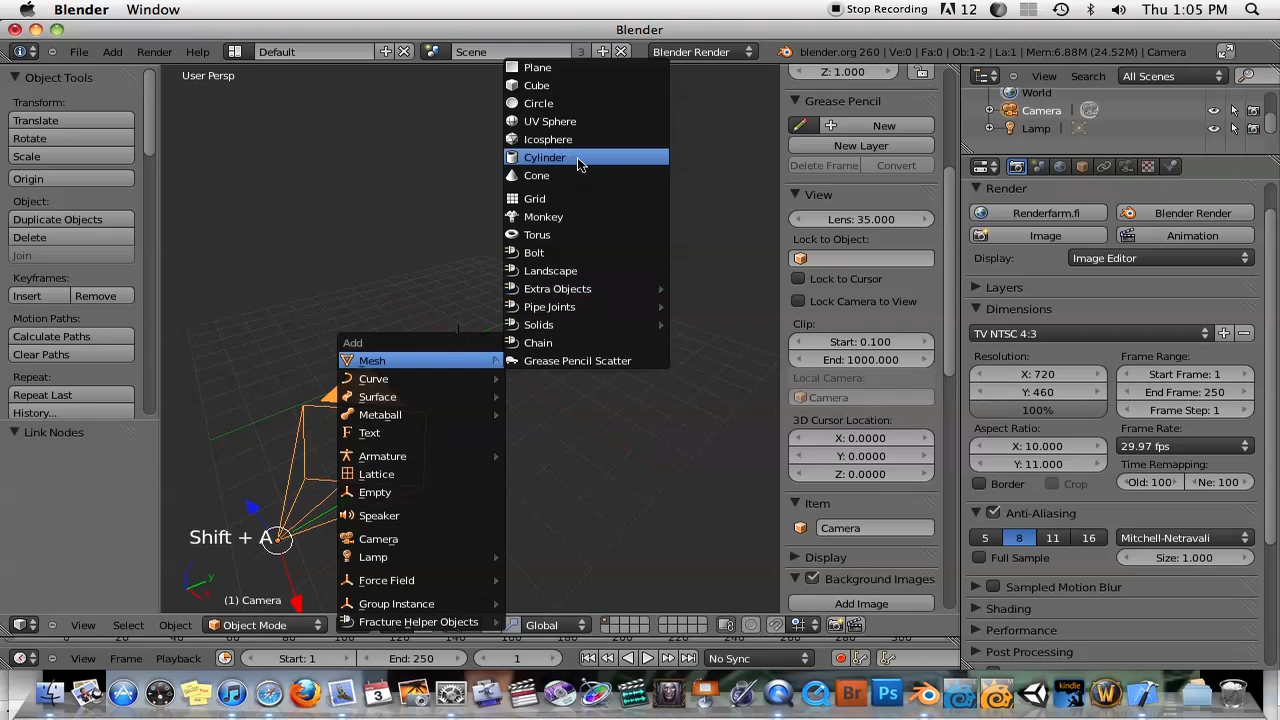 Blender Window Stop Recording 12 Thu 1:05 PM
Blender
File Add Render Help Default Scene 3 Blender Render blender.org 260 | Ve:0 | Fa:0 | Ob:1-2 | La:1 | Mem:6.88M (24.52M) | Camera
Object Tools
Transform:
Translate
Rotate
Scale
Origin
Object:
Duplicate Objects
Delete
Join
Keyframes:
Insert Remove
Motion Paths:
Calculate Paths
Clear Paths
Repeat:
Repeat Last
History...
Link Nodes
User Persp
Plane
Cube
Circle
UV Sphere
Icosphere
Cylinder
Cone
Grid
Monkey
Torus
Bolt
Landscape
Extra Objects
Pipe Joints
Solids
Chain
Grease Pencil Scatter
Add
Mesh
Curve
Surface
Metaball
Text
Armature
Lattice
Empty
Speaker
Camera
Lamp
Force Field
Group Instance
Fracture Helper Objects
Shift + A
(1) Camera
Z: 1.000
Grease Pencil
New
New Layer
Delete Frame Convert
View
Lens: 35.000
Lock to Object:
Lock to Cursor
Lock Camera to View
Clip:
Start: 0.100
End: 1000.000
Local Camera:
Camera
3D Cursor Location:
X: 0.0000
Y: 0.0000
Z: 0.0000
Item
Camera
Display
Background Images
Add Image
View Search All Scenes
World
Camera
Lamp
Render
Renderfarm.fi Blender Render
Image Animation
Display: Image Editor
Layers
Dimensions
TV NTSC 4:3
Resolution: Frame Range:
X: 720 Start Frame: 1
Y: 460 End Frame: 250
100% Frame Step: 1
Aspect Ratio: Frame Rate:
X: 10.000 29.97 fps
Y: 11.000 Time Remapping:
Border Crop Old: 100 Ne: 100
Anti-Aliasing
5 8 11 16 Mitchell-Netravali
Full Sample Size: 1.000
Sampled Motion Blur
Shading
Performance
Post Processing
View Select Object Object Mode Global
View Frame Playback Start: 1 End: 250 1 No Sync
3 Br Ps kindle